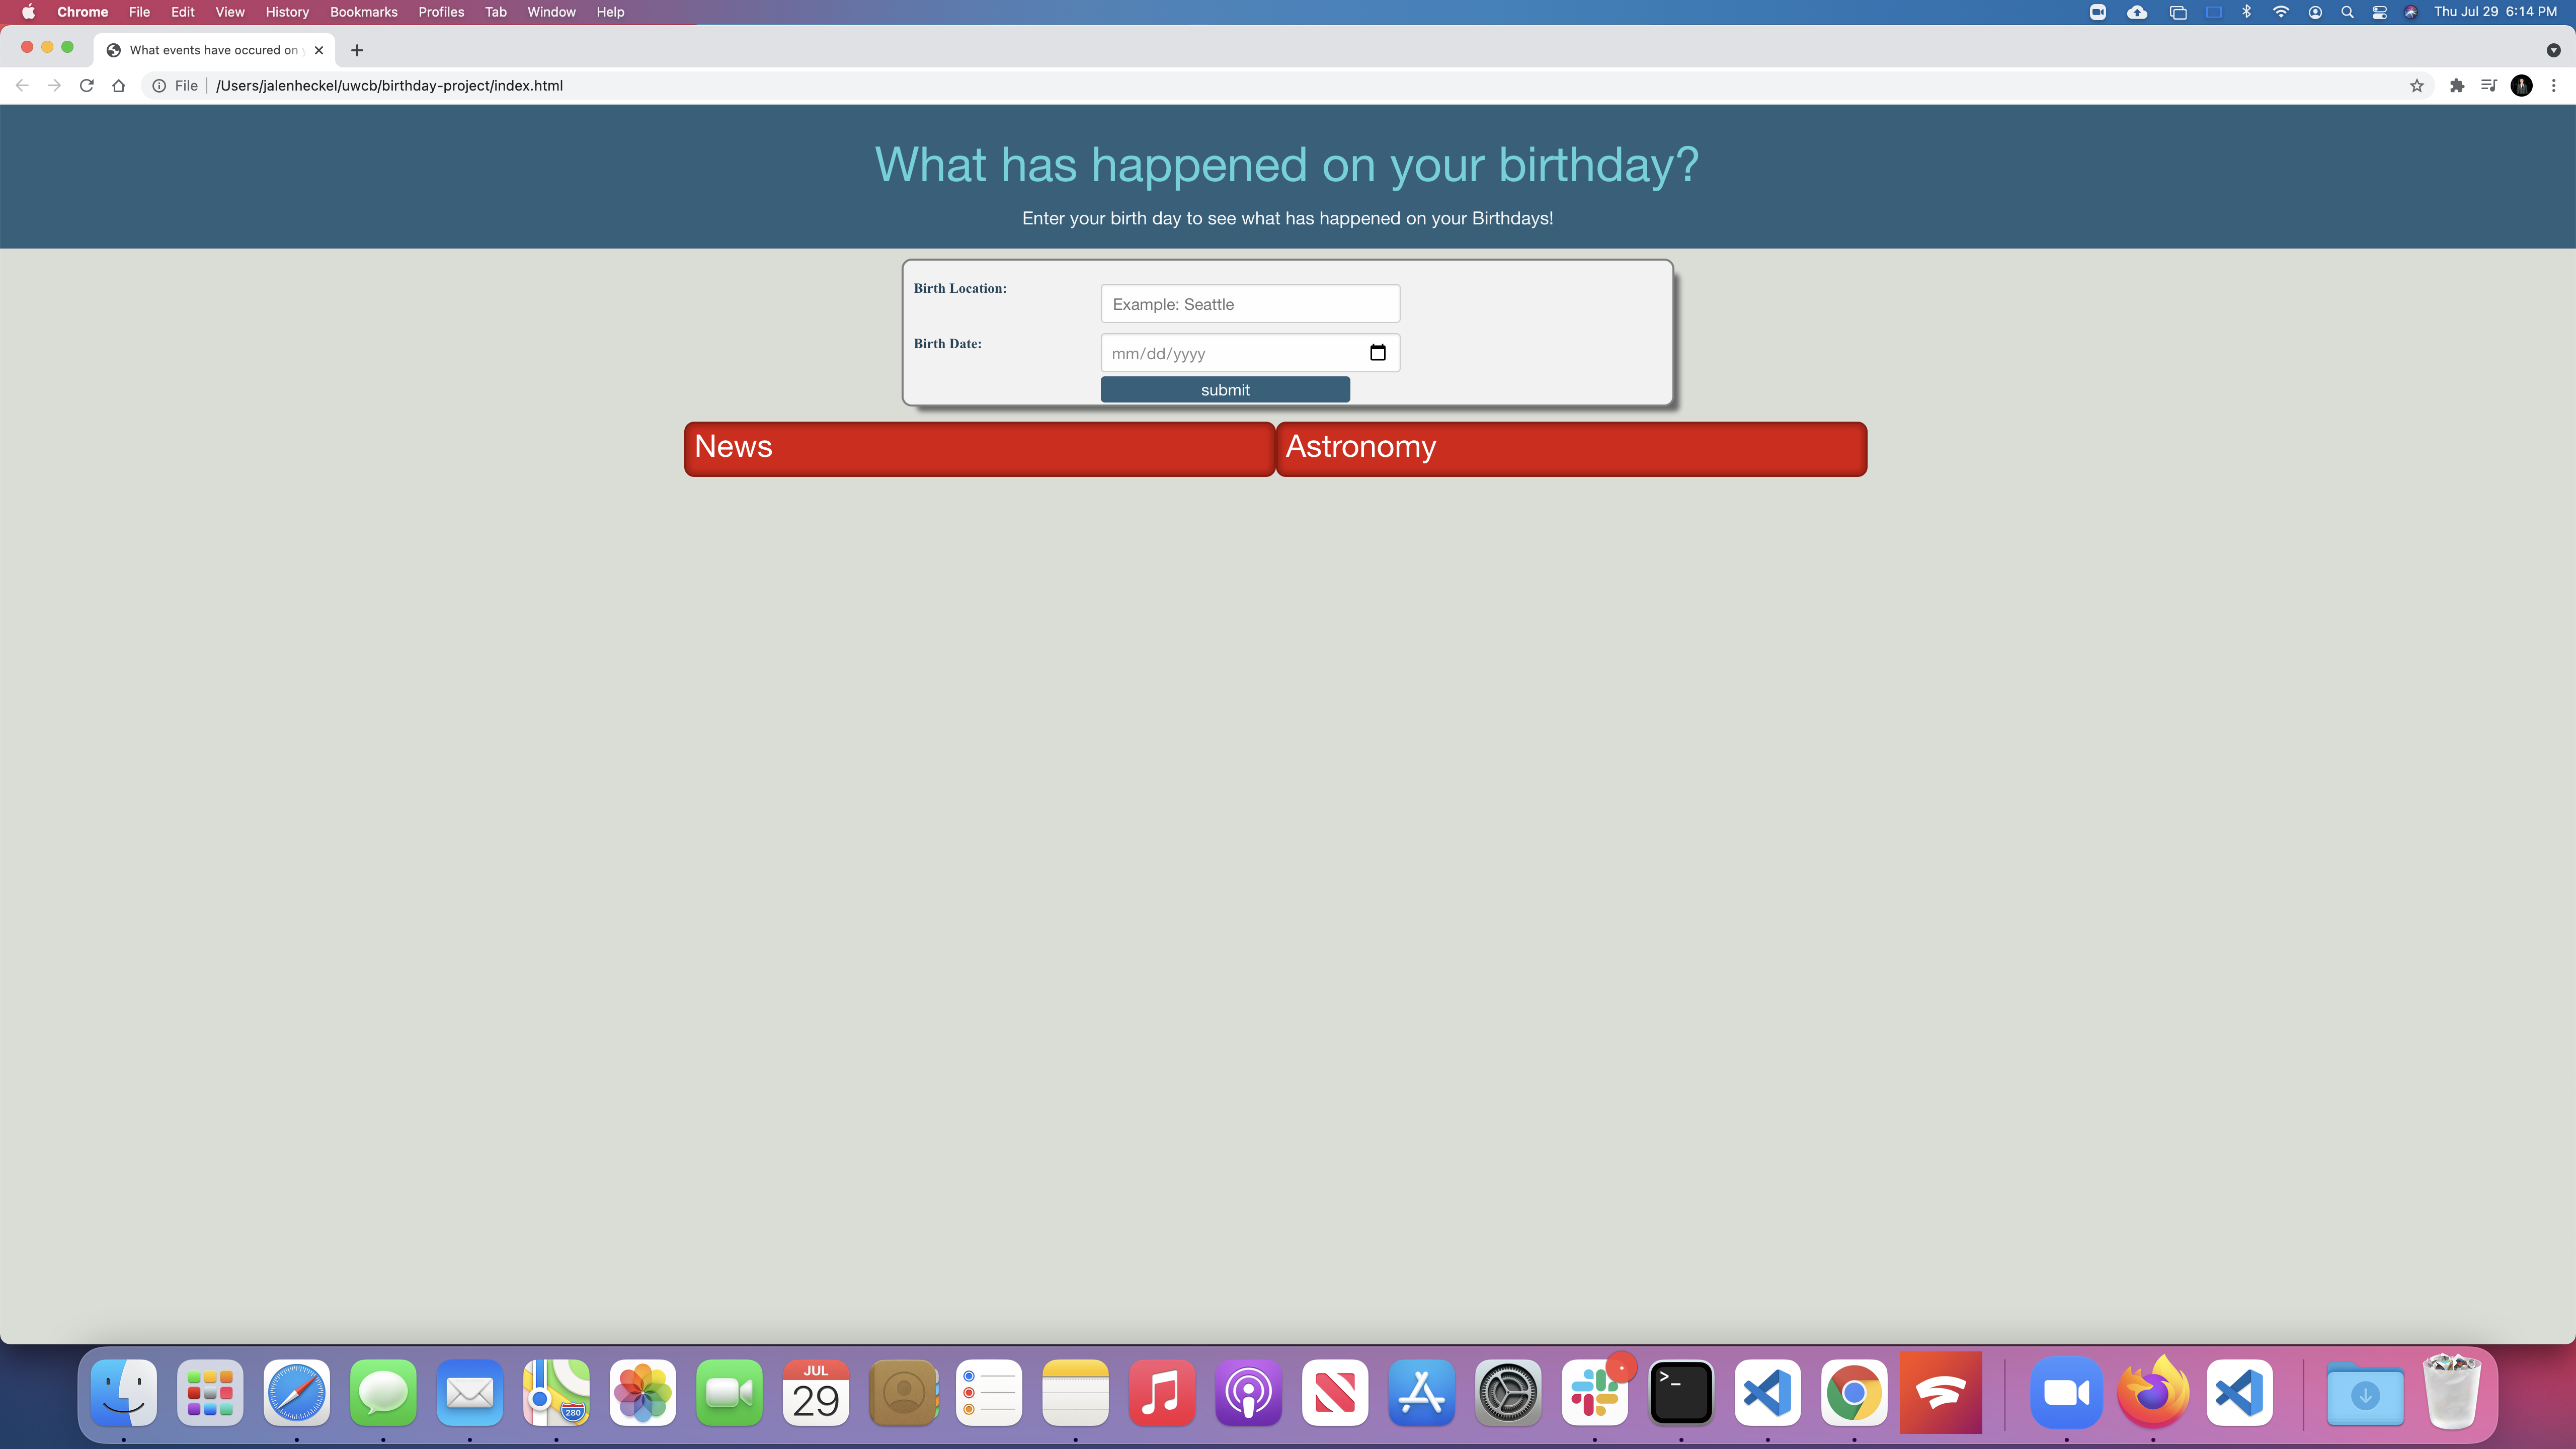 Chrome File Edit View History Bookmarks Profiles Tab Window Help Thu Jul 29 6:14 PM
What events have occured on
File /Users/jalenheckel/uwcb/birthday-project/index.html
What has happened on your birthday?
Enter your birth day to see what has happened on your Birthdays!
Birth Location: Example: Seattle
Birth Date: mm/dd/yyyy
submit
News Astronomy
JUL
29
280
>_